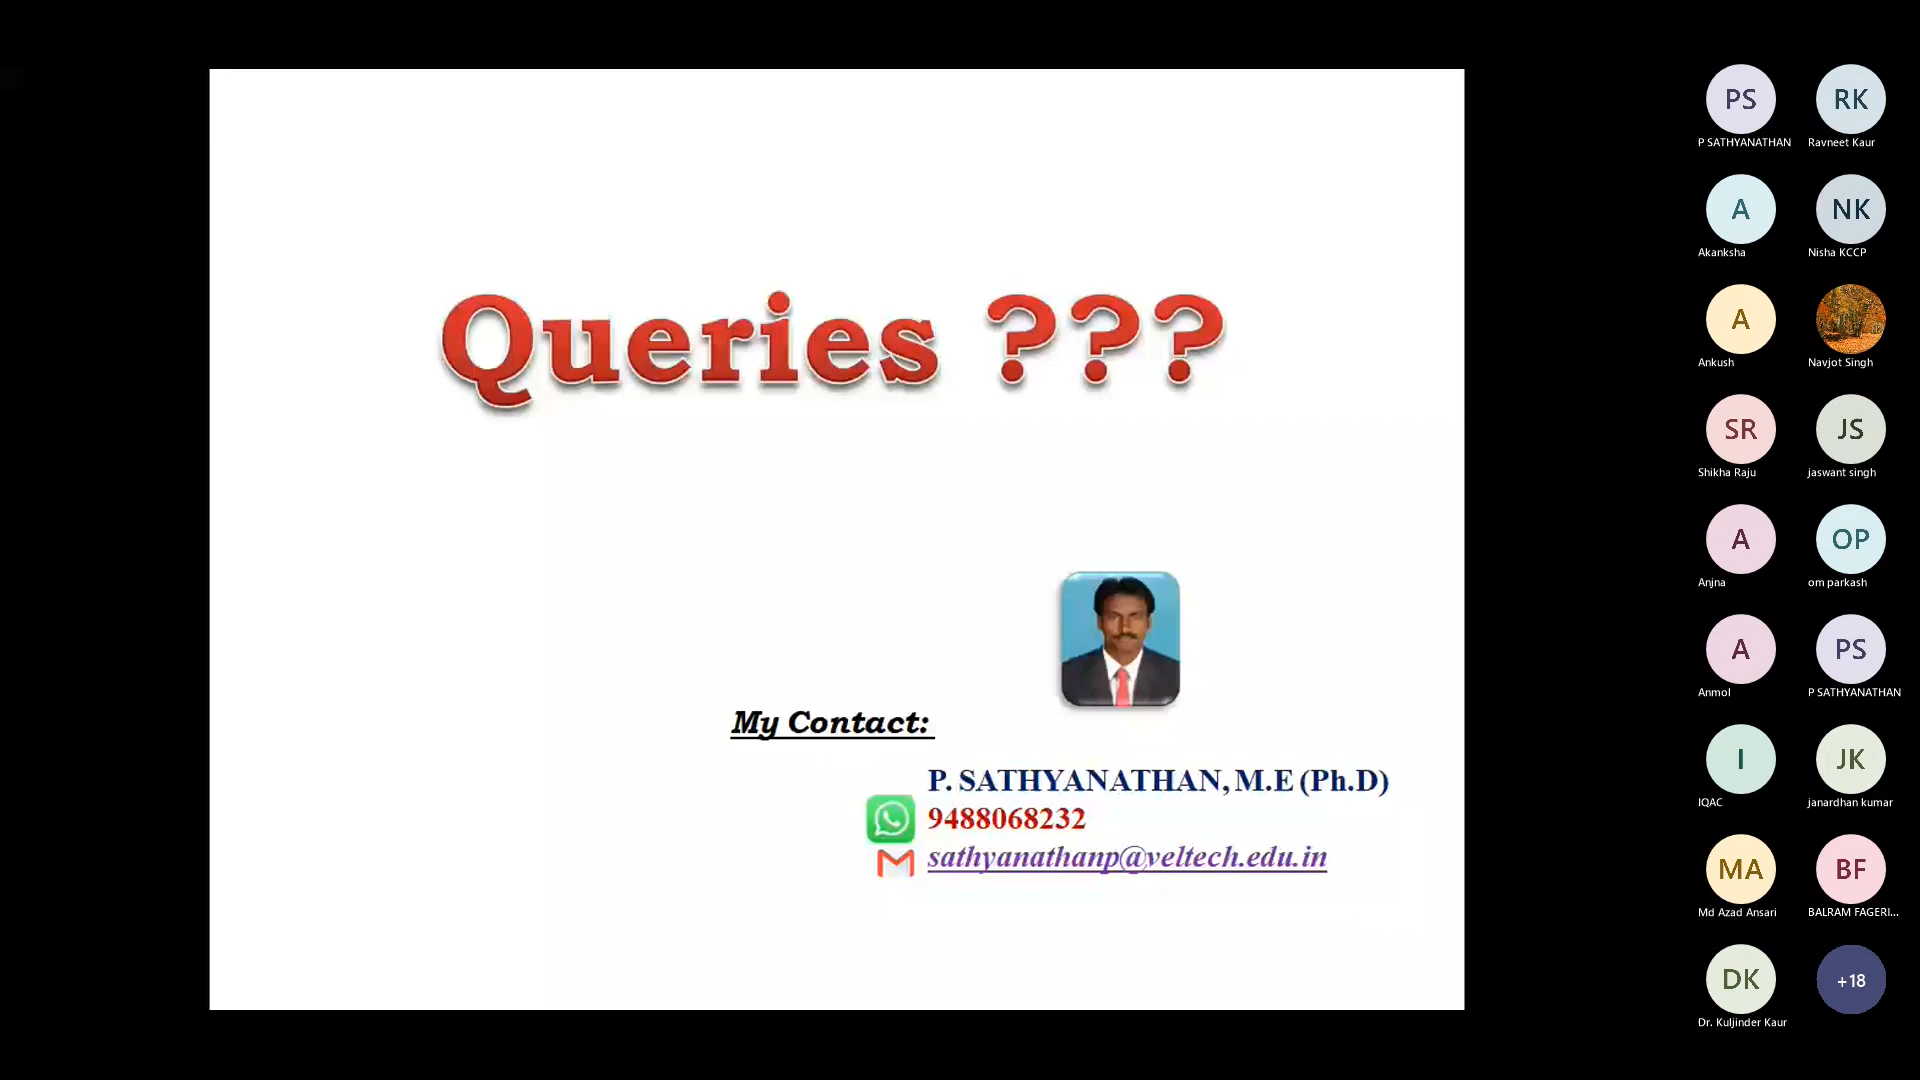 Queries ???
My Contact:
P. SATHYANATHAN, M.E (Ph.D)
9488068232
sathyanathanp@veltech.edu.in
PS
P SATHYANATHAN
RK
Ravneet Kaur
A
Akanksha
NK
Nisha KCCP
A
Ankush
Navjot Singh
SR
Shikha Raju
JS
jaswant singh
A
Anjna
OP
om parkash
A
Anmol
PS
P SATHYANATHAN
I
IQAC
JK
janardhan kumar
MA
Md Azad Ansari
BF
BALRAM FAGERI...
DK
Dr. Kuljinder Kaur
+18